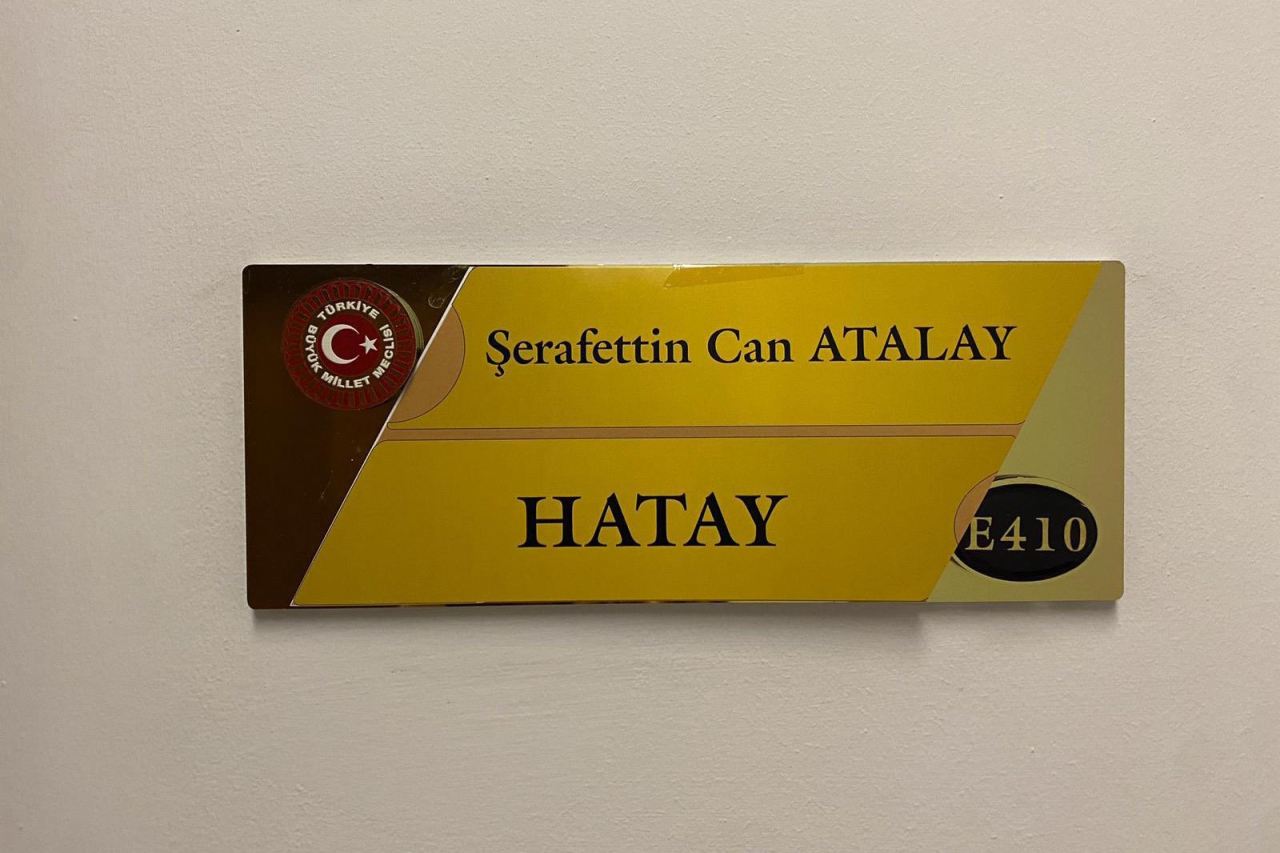 TÜRKİYE
BÜYÜK MİLLET MECLİSİ
Şerafettin Can ATALAY
HATAY
E410